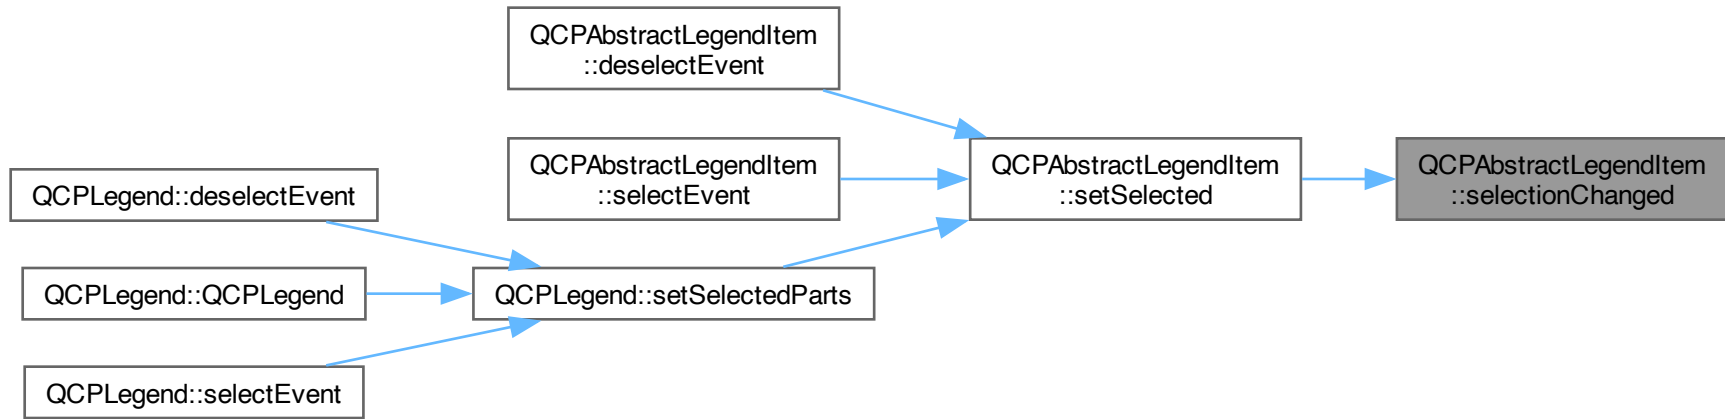 QCPAbstractLegendItem
::deselectEvent
QCPAbstractLegendItem
::selectEvent
QCPAbstractLegendItem
::setSelected
QCPAbstractLegendItem
::selectionChanged
QCPLegend::deselectEvent
QCPLegend::QCPLegend
QCPLegend::setSelectedParts
QCPLegend::selectEvent